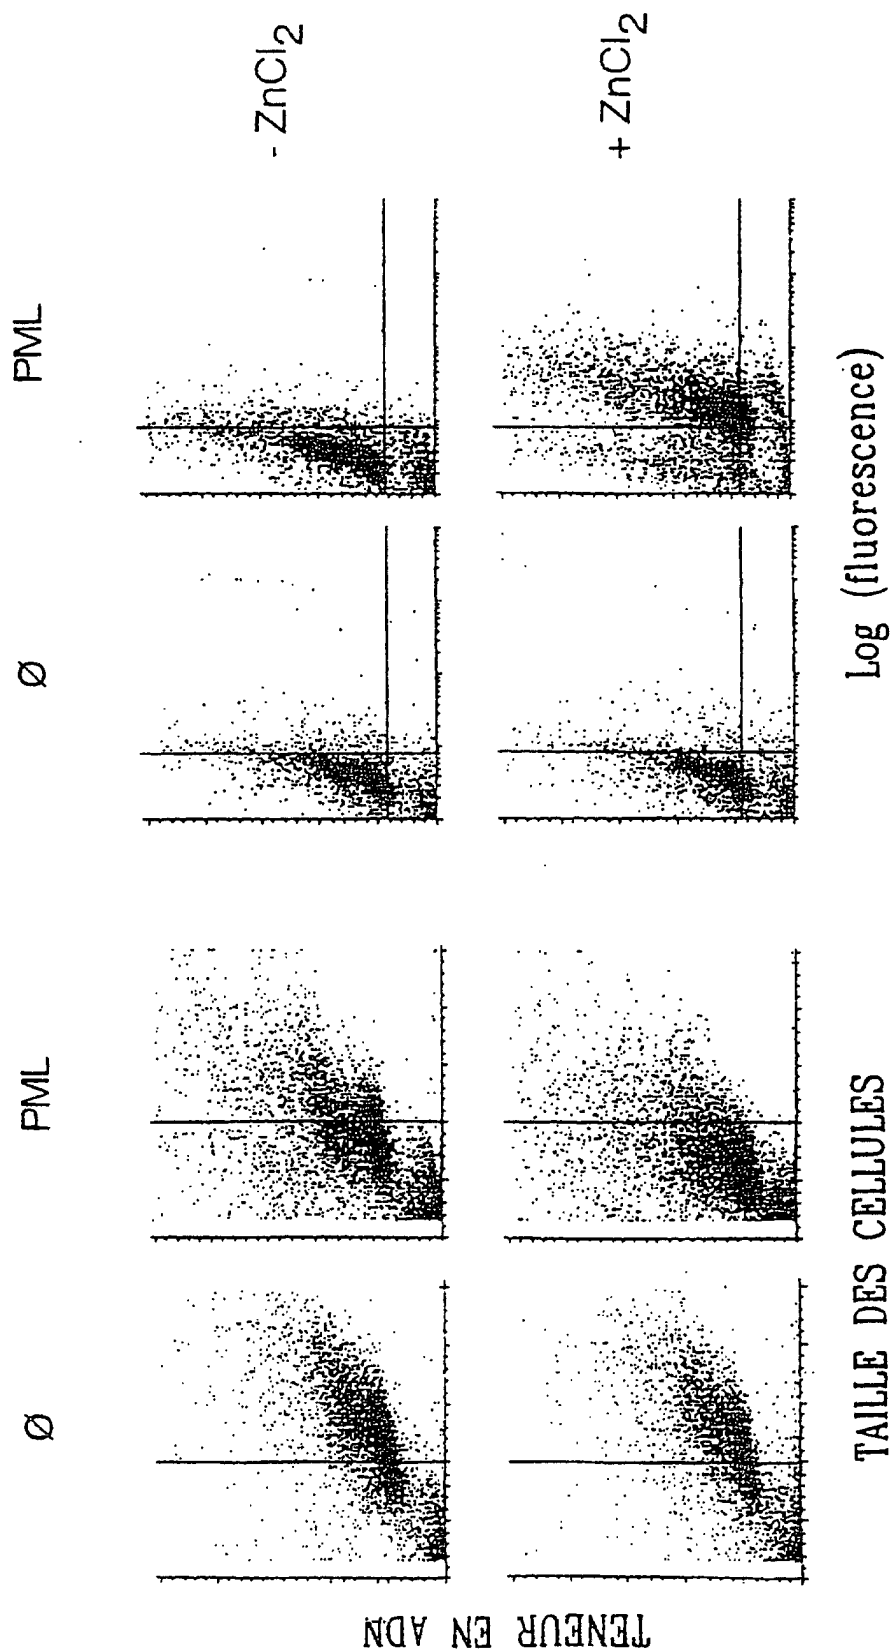 Ø PML Ø PML
- ZnCl₂
+ ZnCl₂
TENEUR EN ADN
TAILLE DES CELLULES Log (fluorescence)